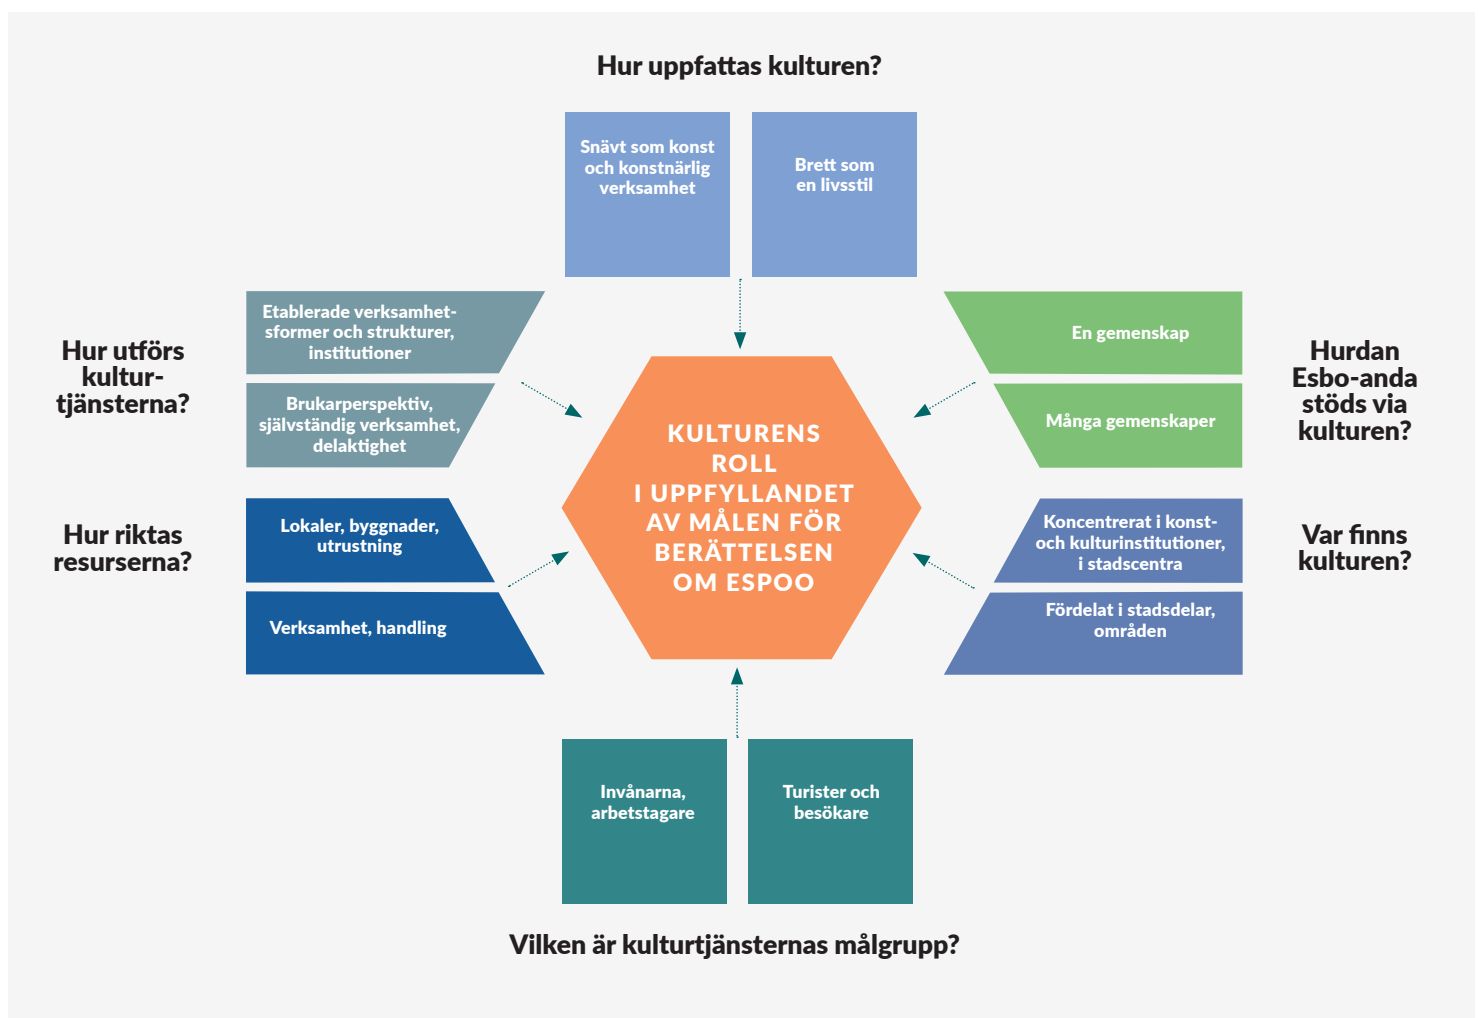 Hur uppfattas kulturen?
Snävt som konst
och konstnärlig
verksamhet
Brett som
en livsstil
Hur utförs
kultur-
tjänsterna?
Etablerade verksamhet-
sformer och strukturer,
institutioner
Brukarperspektiv,
självständig verksamhet,
delaktighet
En gemenskap
Många gemenskaper
Hurdan
Esbo-anda
stöds via
kulturen?
KULTURENS
ROLL
I UPPFYLLANDET
AV MÅLEN FÖR
BERÄTTELSEN
OM ESPOO
Hur riktas
resurserna?
Lokaler, byggnader,
utrustning
Verksamhet, handling
Koncentrerat i konst-
och kulturinstitutioner,
i stadscentra
Fördelat i stadsdelar,
områden
Var finns
kulturen?
Invånarna,
arbetstagare
Turister och
besökare
Vilken är kulturtjänsternas målgrupp?